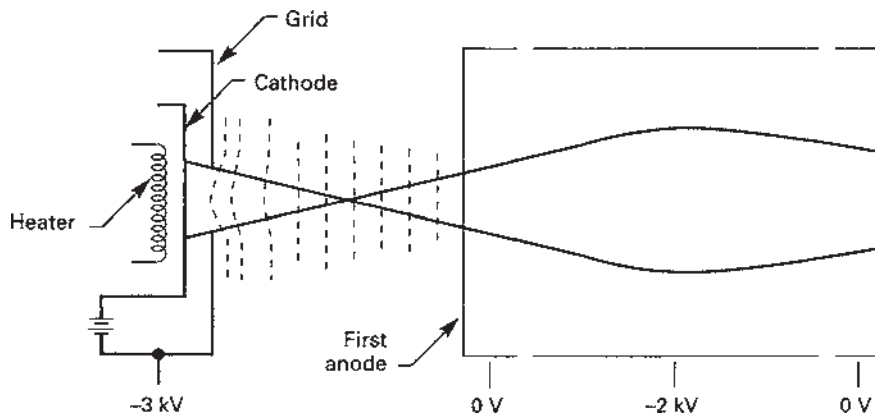 Grid
Cathode
Heater
First
anode
–3 kV
0 V
–2 kV
0 V